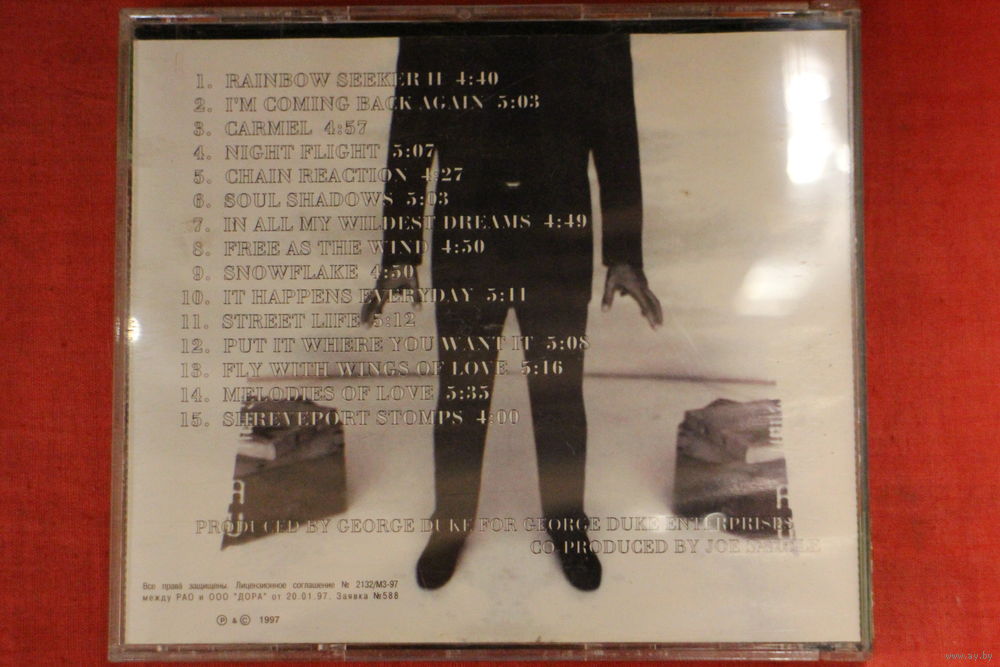 1. RAINBOW SEEKER II 4:40
2. I'M COMING BACK AGAIN 5:03
3. CARMEL 4:57
4. NIGHT FLIGHT 5:07
5. CHAIN REACTION 4:27
6. SOUL SHADOWS 5:03
7. IN ALL MY WILDEST DREAMS 4:49
8. FREE AS THE WIND 4:50
9. SNOWFLAKE 4:50
10. IT HAPPENS EVERYDAY 5:11
11. STREET LIFE 5:12
12. PUT IT WHERE YOU WANT IT 5:08
13. FLY WITH WINGS OF LOVE 5:16
14. MELODIES OF LOVE 5:35
15. SHREVEPORT STOMPS 4:00
PRODUCED BY GEORGE DUKE FOR GEORGE DUKE ENTERPRISES
CO-PRODUCED BY JOE SAMPLE
Все права защищены. Лицензионное соглашение № 2132/МЗ-97
между РАО и ООО "ДОРА" от 20.01.97. Заявка №588
Ⓟ & © 1997
www.ay.by